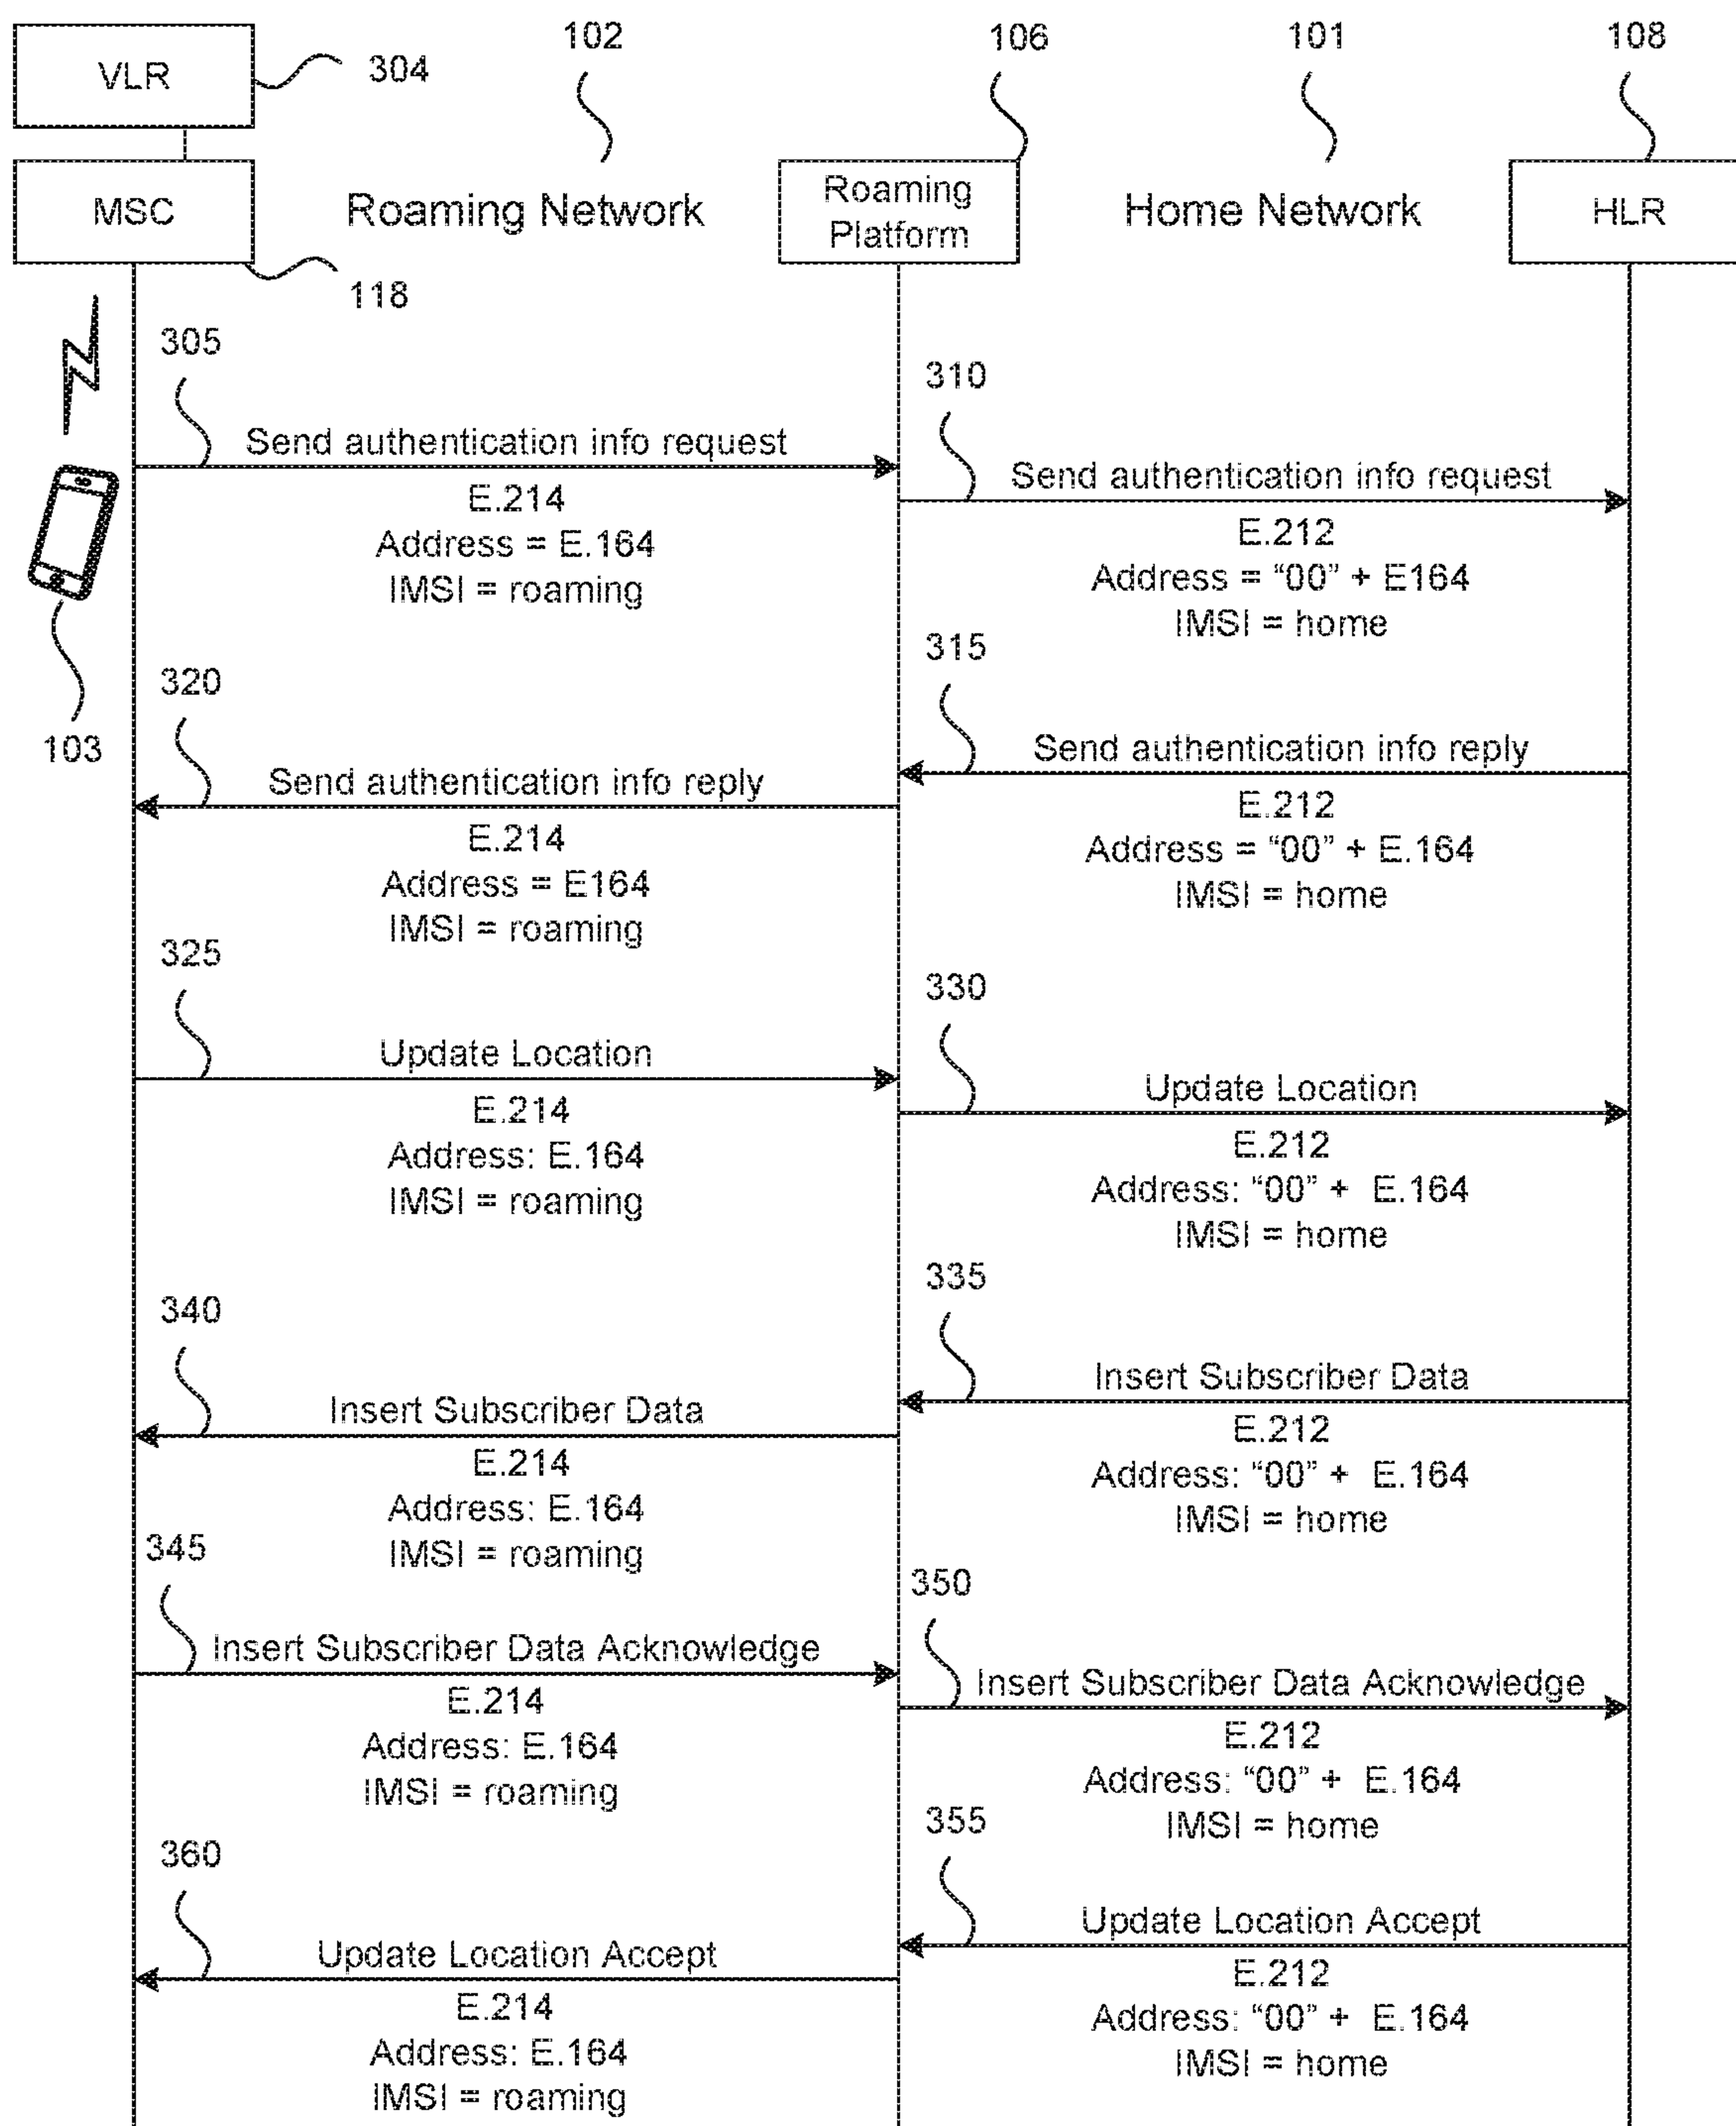 102
106
101
108
VLR
304
MSC
Roaming Network
Roaming
Platform
Home Network
HLR
118
305
310
Send authentication info request
E.214
Address = E.164
IMSI = roaming
Send authentication info request
E.212
Address = "00" + E164
IMSI = home
103
315
320
Send authentication info reply
E.212
Address = "00" + E.164
IMSI = home
Send authentication info reply
E.214
Address = E164
IMSI = roaming
325
330
Update Location
E.214
Address: E.164
IMSI = roaming
Update Location
E.212
Address: "00" + E.164
IMSI = home
335
340
Insert Subscriber Data
E.212
Address: "00" + E.164
IMSI = home
Insert Subscriber Data
E.214
Address: E.164
IMSI = roaming
345
350
Insert Subscriber Data Acknowledge
E.214
Address: E.164
IMSI = roaming
Insert Subscriber Data Acknowledge
E.212
Address: "00" + E.164
IMSI = home
355
360
Update Location Accept
E.212
Address: "00" + E.164
IMSI = home
Update Location Accept
E.214
Address: E.164
IMSI = roaming